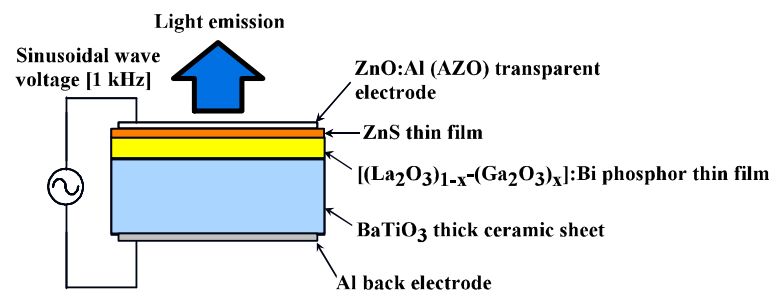 Light emission
Sinusoidal wave
voltage [1 kHz]
ZnO:Al (AZO) transparent
electrode
ZnS thin film
[(La₂O₃)₁₋ₓ-(Ga₂O₃)ₓ]:Bi phosphor thin film
BaTiO₃ thick ceramic sheet
Al back electrode